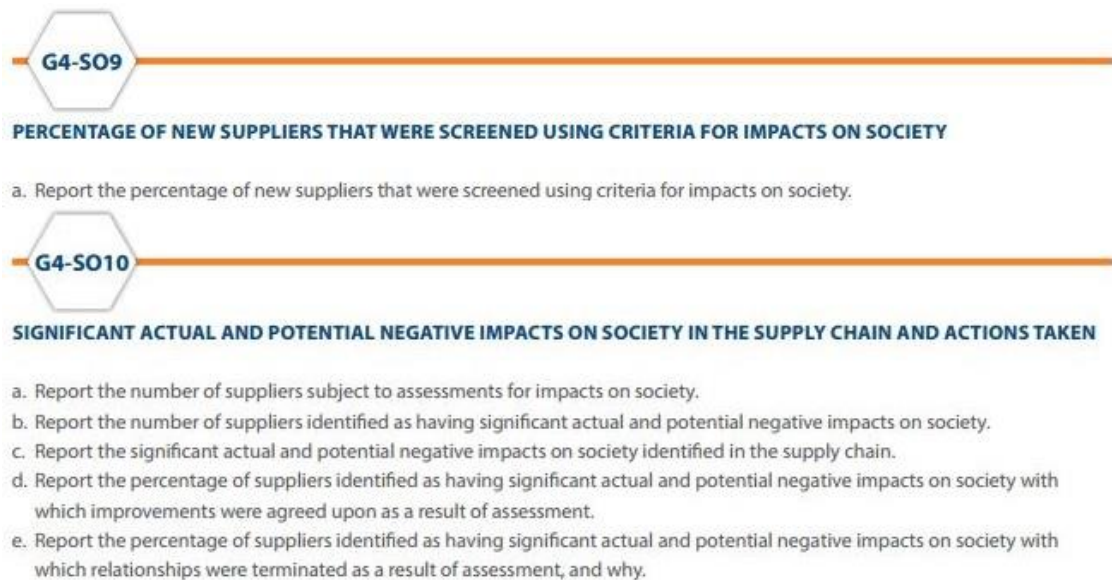 G4-SO9
PERCENTAGE OF NEW SUPPLIERS THAT WERE SCREENED USING CRITERIA FOR IMPACTS ON SOCIETY
a. Report the percentage of new suppliers that were screened using criteria for impacts on society.
G4-SO10
SIGNIFICANT ACTUAL AND POTENTIAL NEGATIVE IMPACTS ON SOCIETY IN THE SUPPLY CHAIN AND ACTIONS TAKEN
a. Report the number of suppliers subject to assessments for impacts on society.
b. Report the number of suppliers identified as having significant actual and potential negative impacts on society.
c. Report the significant actual and potential negative impacts on society identified in the supply chain.
d. Report the percentage of suppliers identified as having significant actual and potential negative impacts on society with
which improvements were agreed upon as a result of assessment.
e. Report the percentage of suppliers identified as having significant actual and potential negative impacts on society with
which relationships were terminated as a result of assessment, and why.